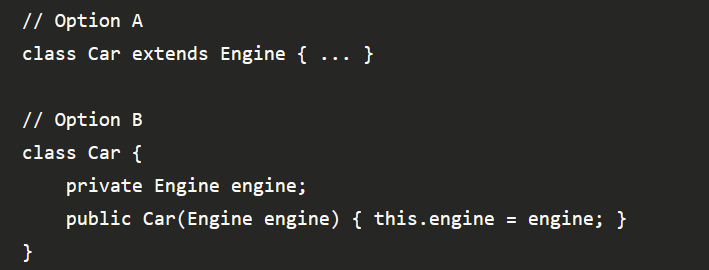 // Option A
class Car extends Engine { ... }
// Option B
class Car {
    private Engine engine;
    public Car(Engine engine) { this.engine = engine; }
}